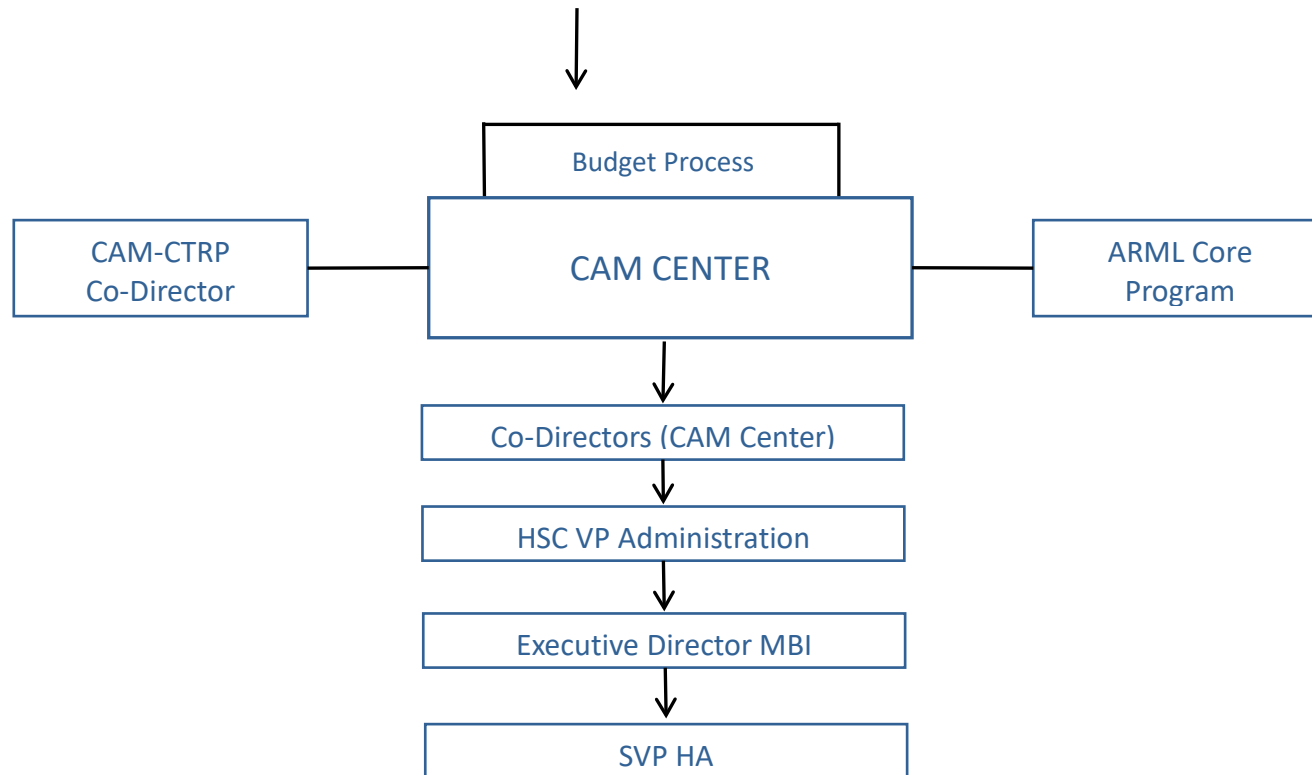 Budget Process
CAM-CTRP
Co-Director
CAM CENTER
ARML Core
Program
Co-Directors (CAM Center)
HSC VP Administration
Executive Director MBI
SVP HA